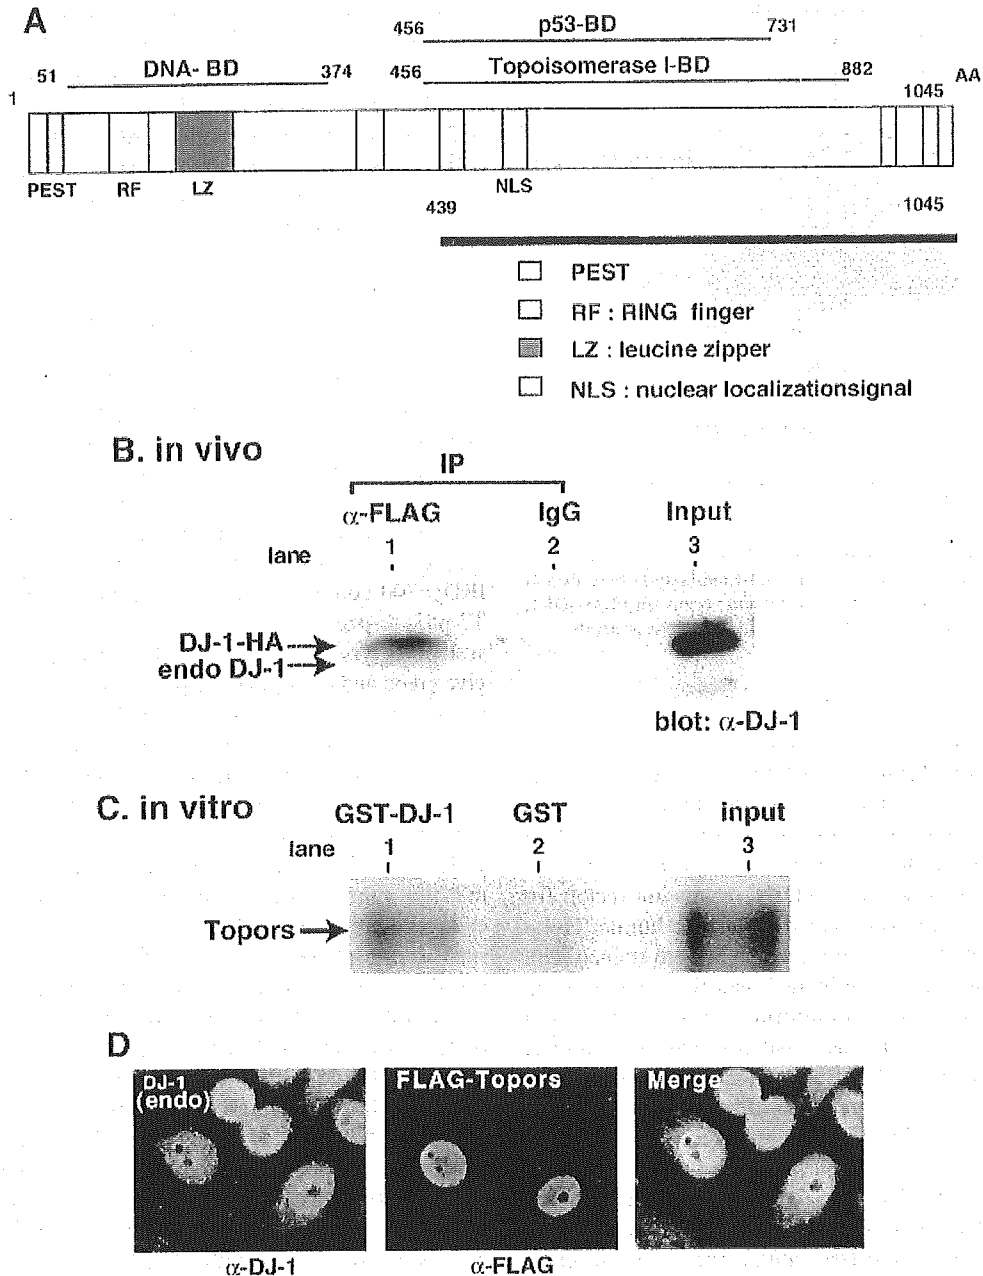 A
456 p53-BD 731
51 DNA- BD 374 456 Topoisomerase I-BD 882 AA
1 1045
PEST RF LZ NLS
439 1045
PEST
RF : RING finger
LZ : leucine zipper
NLS : nuclear localizationsignal
B. in vivo
IP
α-FLAG IgG Input
lane 1 2 3
DJ-1-HA
endo DJ-1
blot: α-DJ-1
C. in vitro
GST-DJ-1 GST input
lane 1 2 3
Topors
D
DJ-1 (endo) FLAG-Topors Merge
α-DJ-1 α-FLAG